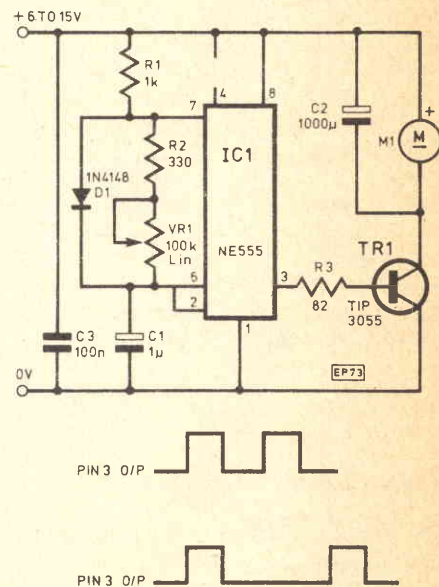 +6.TO 15V
R1
1k
4
8
7
C2
1000μ
+
M
M1
R2
330
IC1
1N4148
D1
VR1
100k
Lin
NE555
TR1
6
2
3
R3
82
TIP
3055
1
C3
100n
C1
1μ
0V
EP73
PIN 3 O/P
PIN 3 O/P